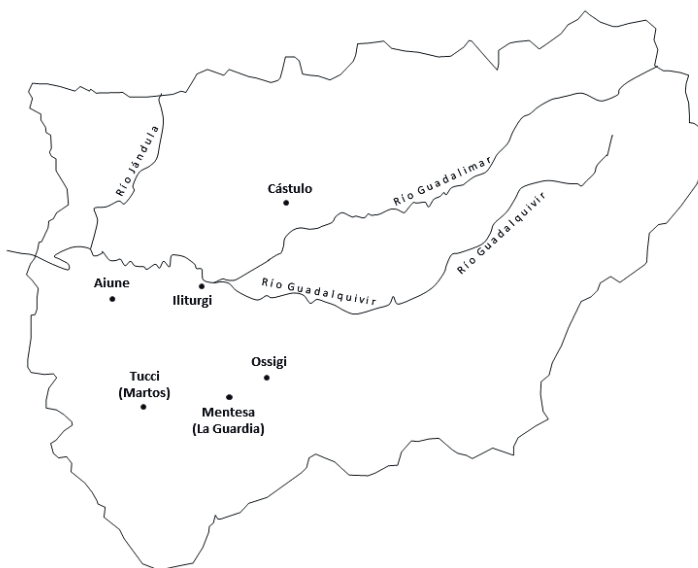 Río Jándula
Cástulo
Río Guadalimar
Río Guadalquivir
Aiune
Iliturgi
Río Guadalquivir
Ossigi
Tucci
(Martos)
Mentesa
(La Guardia)